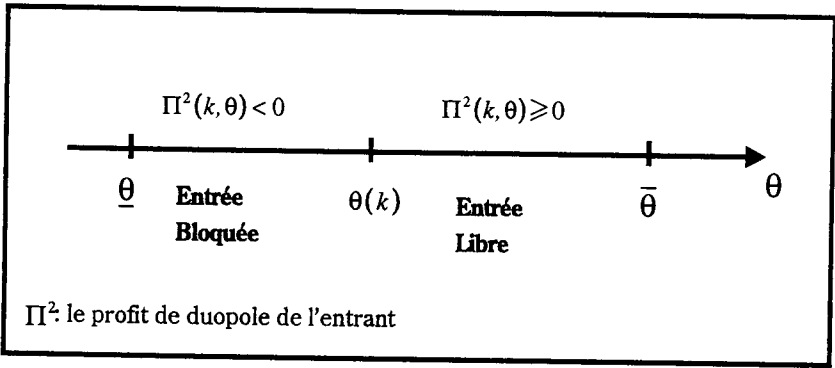 Π²(k,θ)<0 Π²(k,θ)⩾0
θ Entrée θ(k) Entrée θ̄ θ
Bloquée Libre
Π²: le profit de duopole de l'entrant